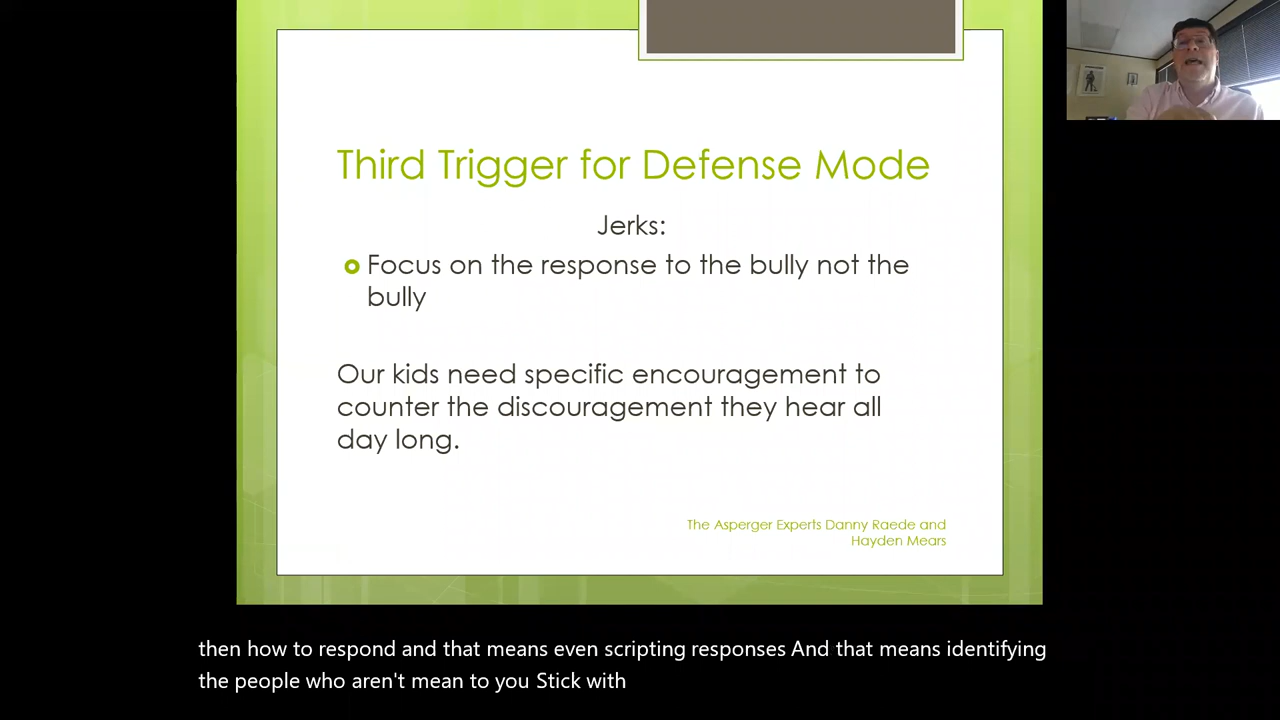 Third Trigger for Defense Mode
Jerks:
Focus on the response to the bully not the
bully
Our kids need specific encouragement to
counter the discouragement they hear all
day long.
The Asperger Experts Danny Raede and
Hayden Mears
then how to respond and that means even scripting responses And that means identifying
the people who aren't mean to you Stick with